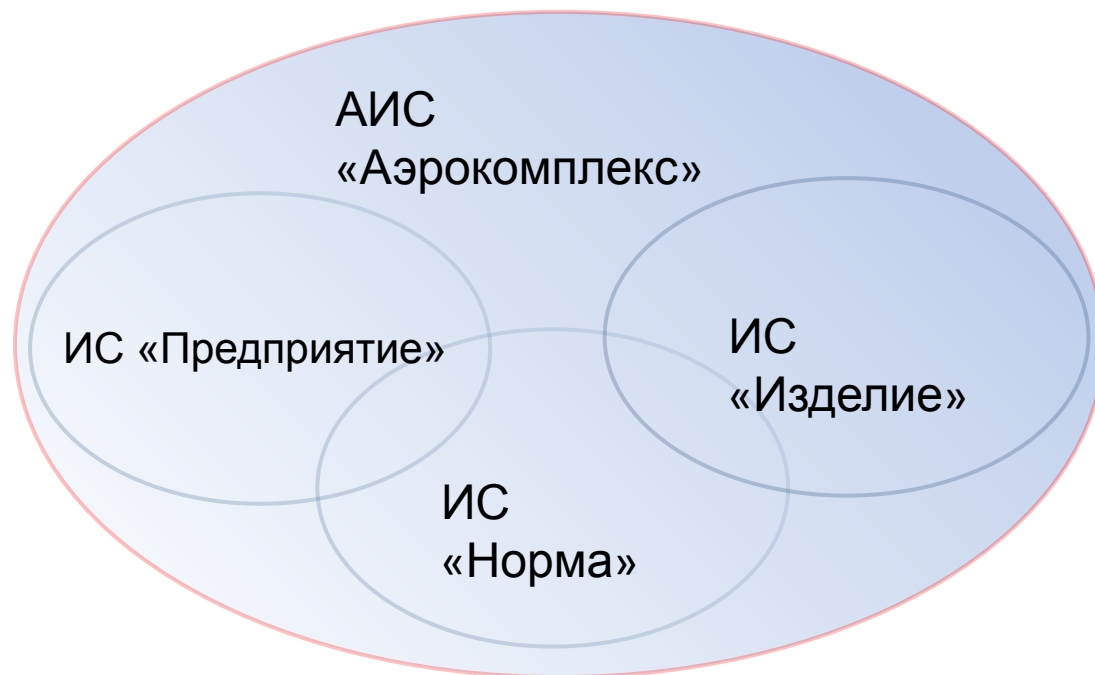 АИС
«Аэрокомплекс»
ИС «Предприятие»
ИС
«Изделие»
ИС
«Норма»